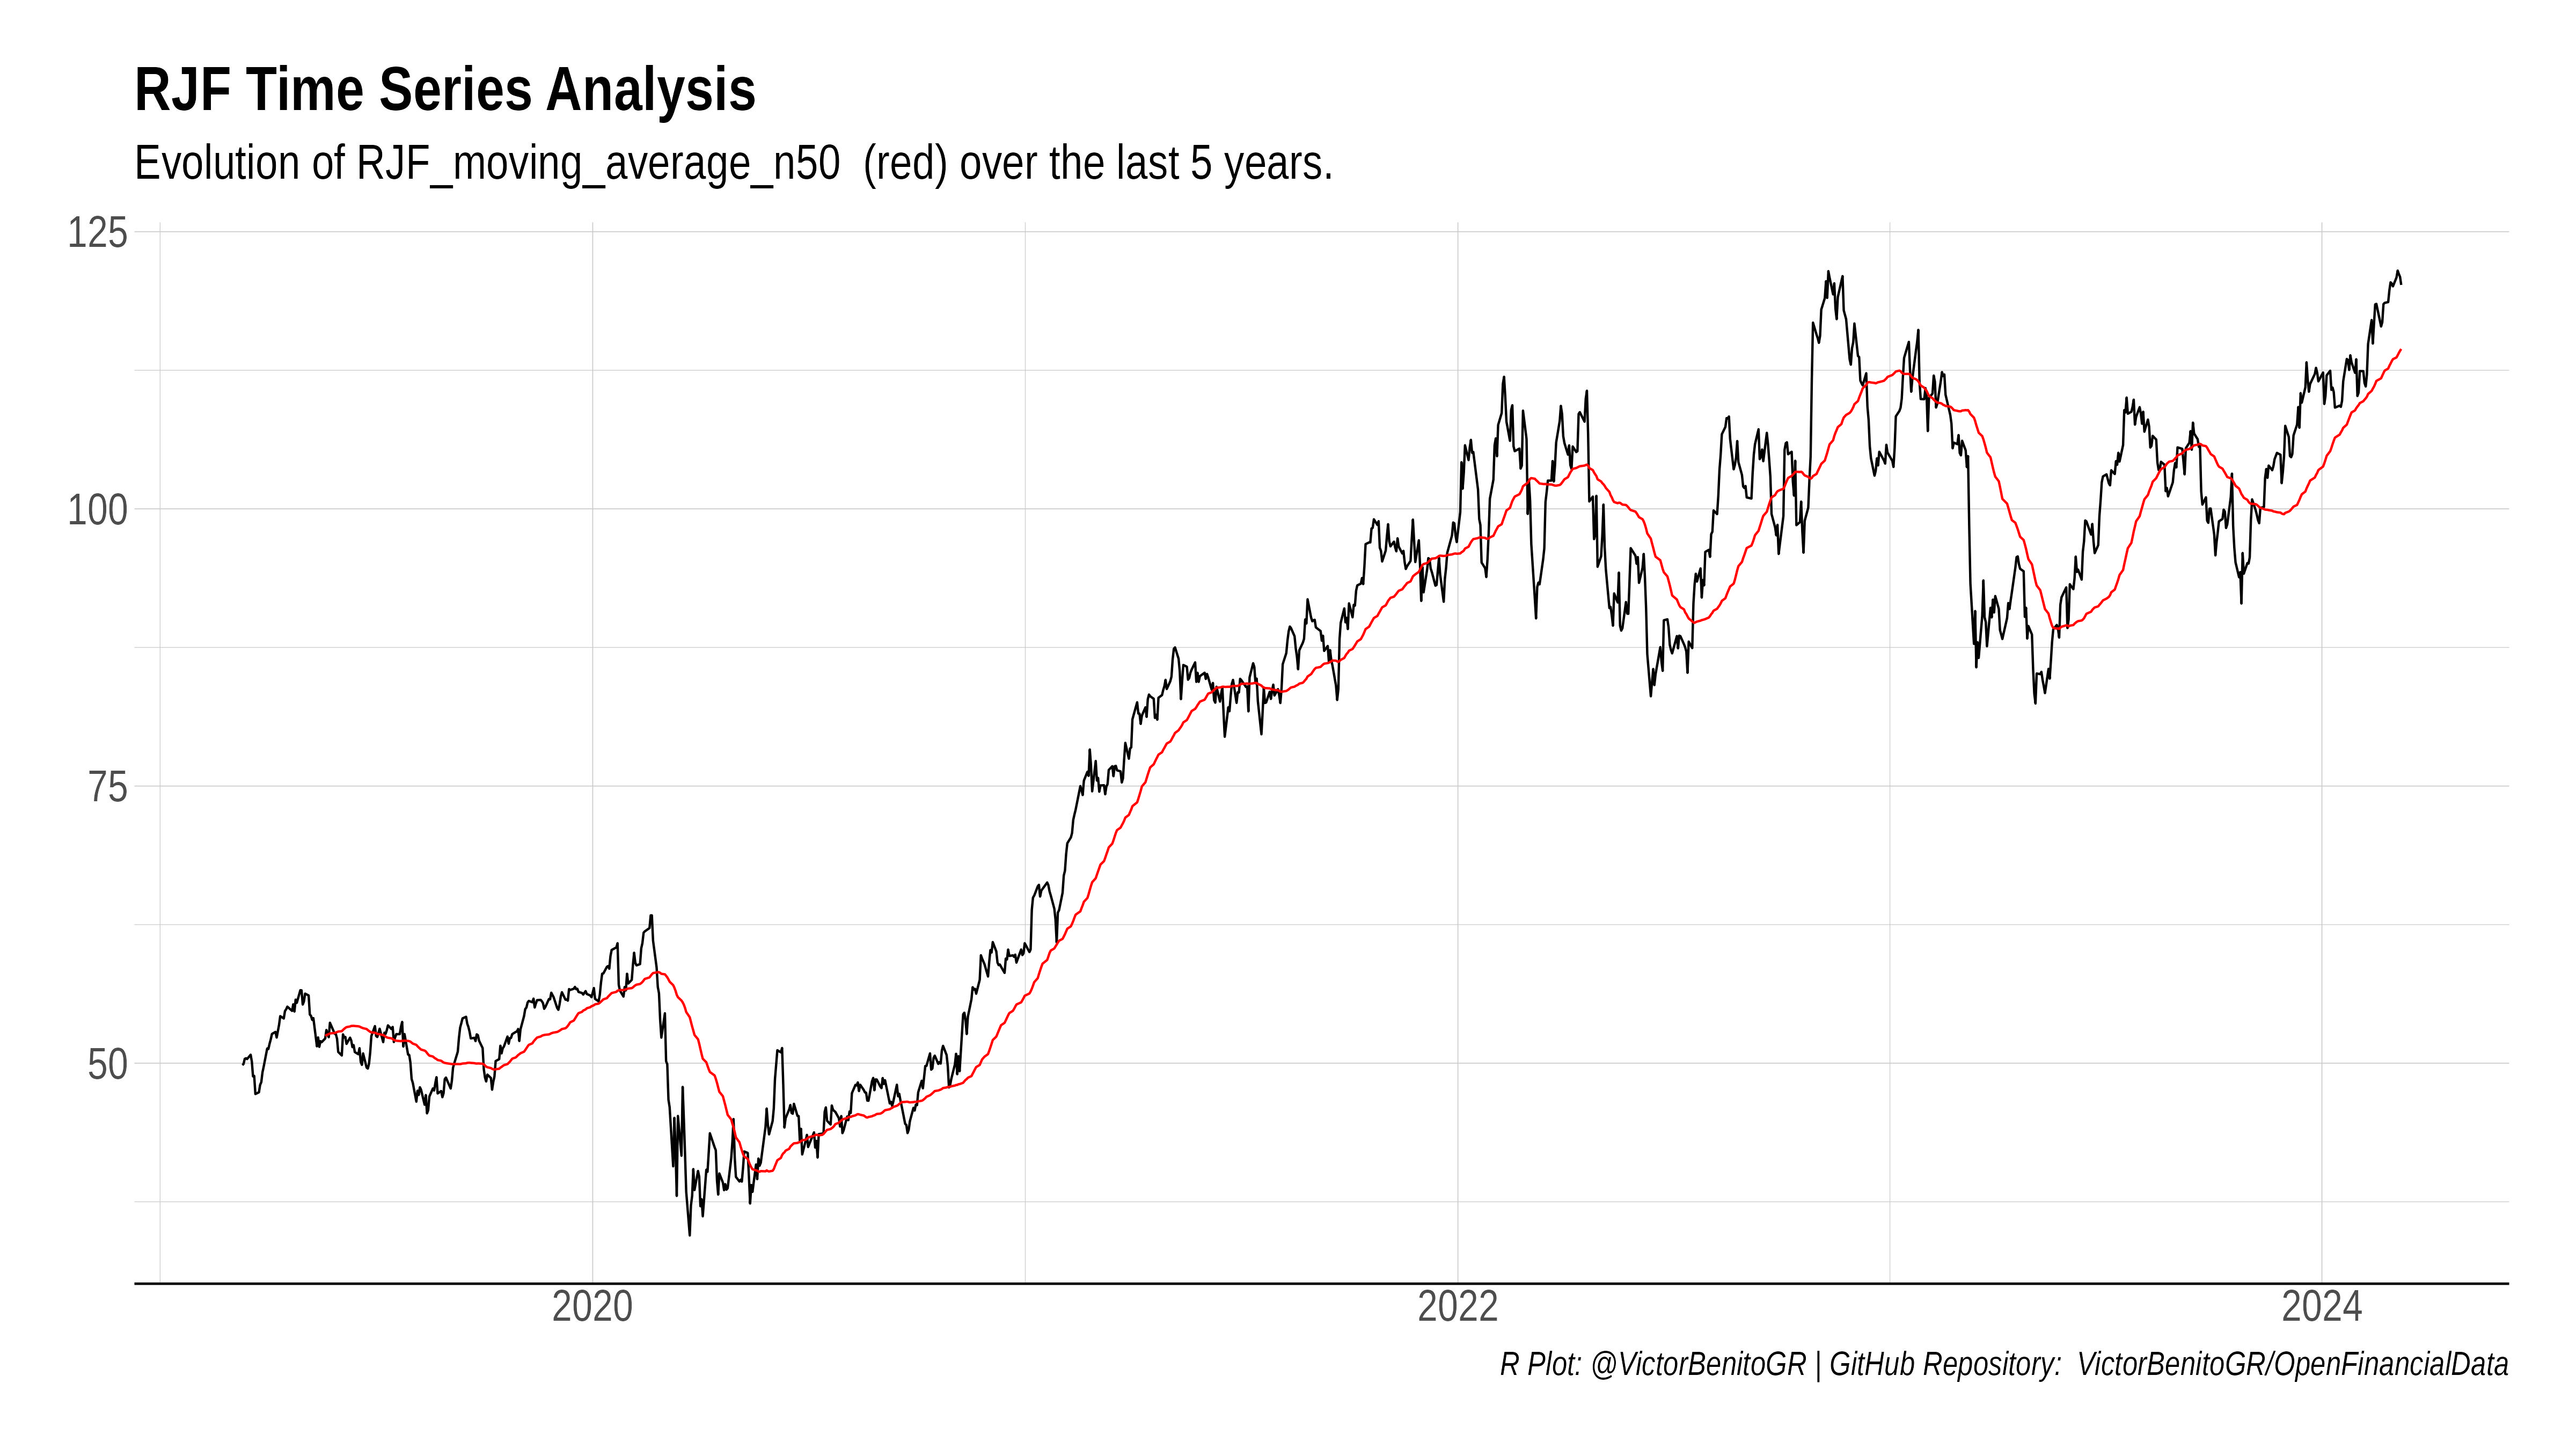 RJF Time Series Analysis
Evolution of RJF_moving_average_n50  (red) over the last 5 years.
125
100
75
50
2020 2022 2024
R Plot: @VictorBenitoGR | GitHub Repository:  VictorBenitoGR/OpenFinancialData